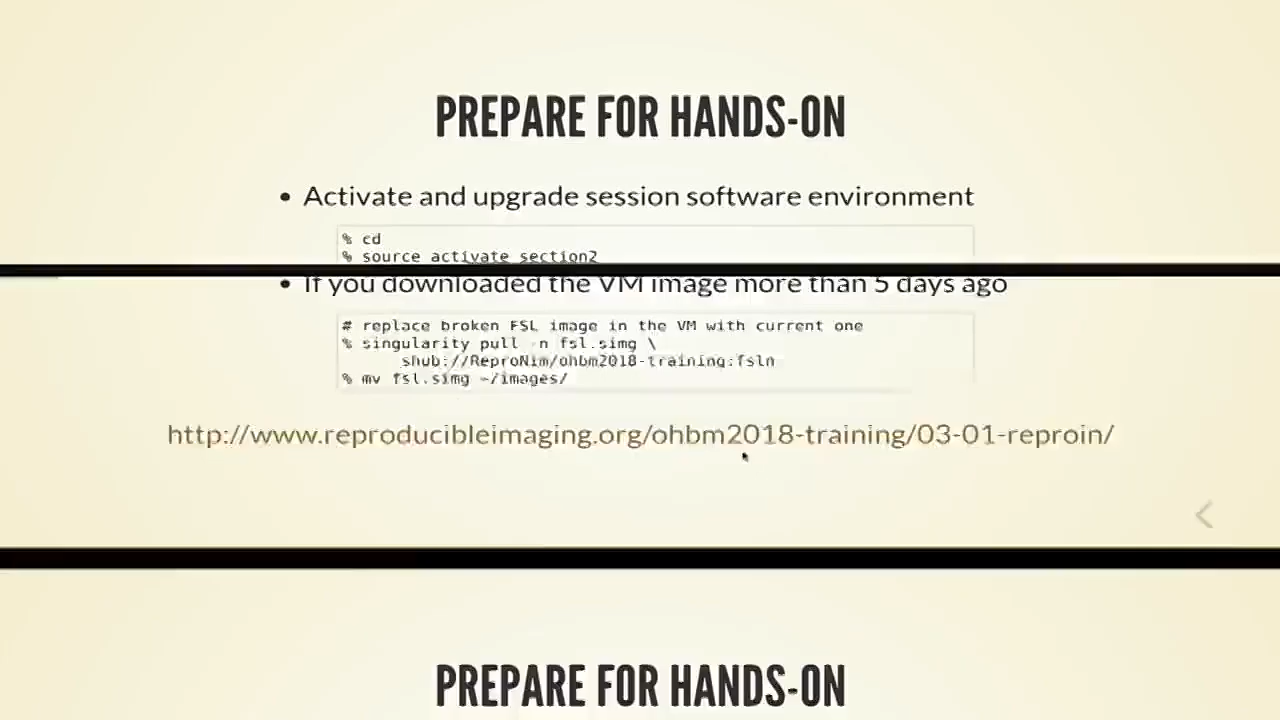 PREPARE FOR HANDS-ON
• Activate and upgrade session software environment
% cd
% source activate section2
• If you downloaded the VM image more than 5 days ago
# replace broken FSL image in the VM with current one
% singularity pull -n fsl.simg \
shub://ReproNim/ohbm2018-training:fsln
% mv fsl.simg ~/images/
http://www.reproducibleimaging.org/ohbm2018-training/03-01-reproin/
PREPARE FOR HANDS-ON